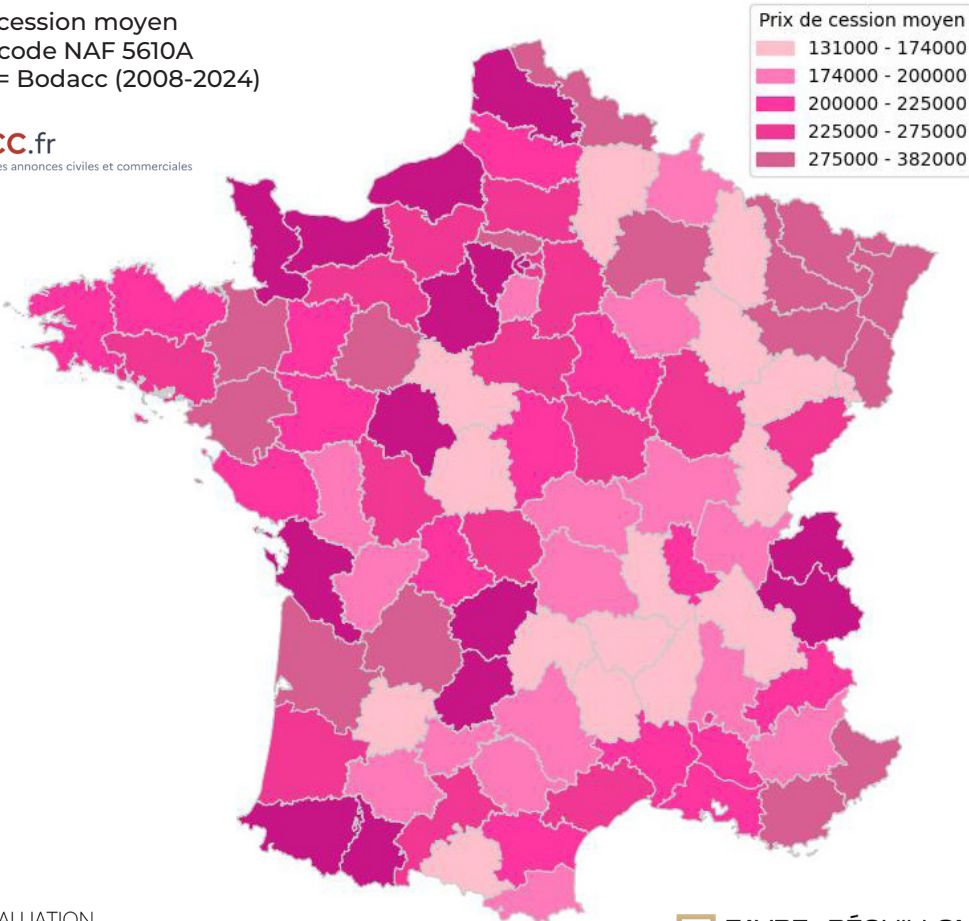 cession moyen
code NAF 5610A
= Bodacc (2008-2024)
CC.fr
es annonces civiles et commerciales
Prix de cession moyen
131000 - 174000
174000 - 200000
200000 - 225000
225000 - 275000
275000 - 382000